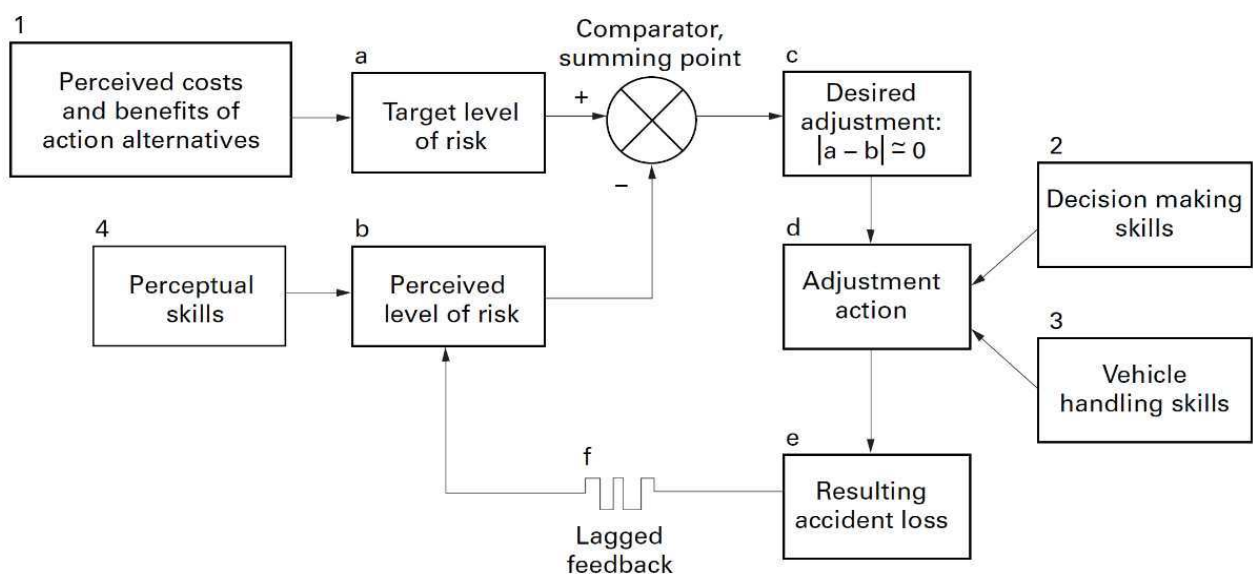 1
Perceived costs
and benefits of
action alternatives
a
Target level
of risk
+
Comparator,
summing point
−
c
Desired
adjustment:
|a − b| ≃ 0
2
Decision making
skills
4
Perceptual
skills
b
Perceived
level of risk
d
Adjustment
action
3
Vehicle
handling skills
f
Lagged
feedback
e
Resulting
accident loss